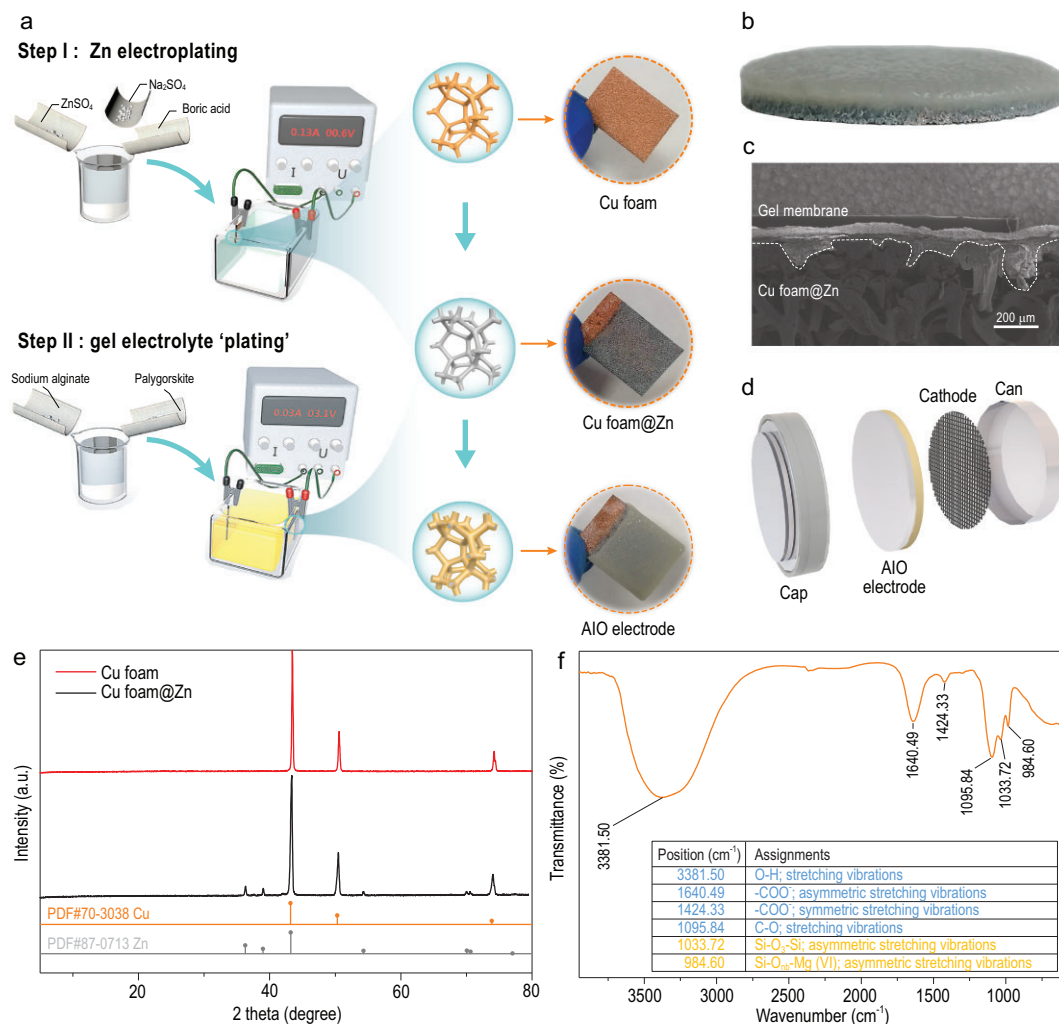 a
Step I : Zn electroplating
ZnSO₄
Na₂SO₄
Boric acid
0.13A 00.6V
I
U
Cu foam
Step II : gel electrolyte ‘plating’
Sodium alginate
Palygorskite
0.03A 03.1V
I
U
Cu foam@Zn
AIO electrode
b
c
Gel membrane
Cu foam@Zn
200 μm
d
Cap
AIO
electrode
Cathode
Can
e
Cu foam
Cu foam@Zn
Intensity (a.u.)
PDF#70-3038 Cu
PDF#87-0713 Zn
20
40
60
80
2 theta (degree)
f
Transmittance (%)
3381.50
1640.49
1424.33
1095.84
1033.72
984.60
Position (cm⁻¹) Assignments
3381.50 O-H; stretching vibrations
1640.49 -COO⁻; asymmetric stretching vibrations
1424.33 -COO⁻; symmetric stretching vibrations
1095.84 C-O; stretching vibrations
1033.72 Si-O₃-Si; asymmetric stretching vibrations
984.60 Si-Oₙb-Mg (VI); asymmetric stretching vibrations
3500
3000
2500
2000
1500
1000
Wavenumber (cm⁻¹)